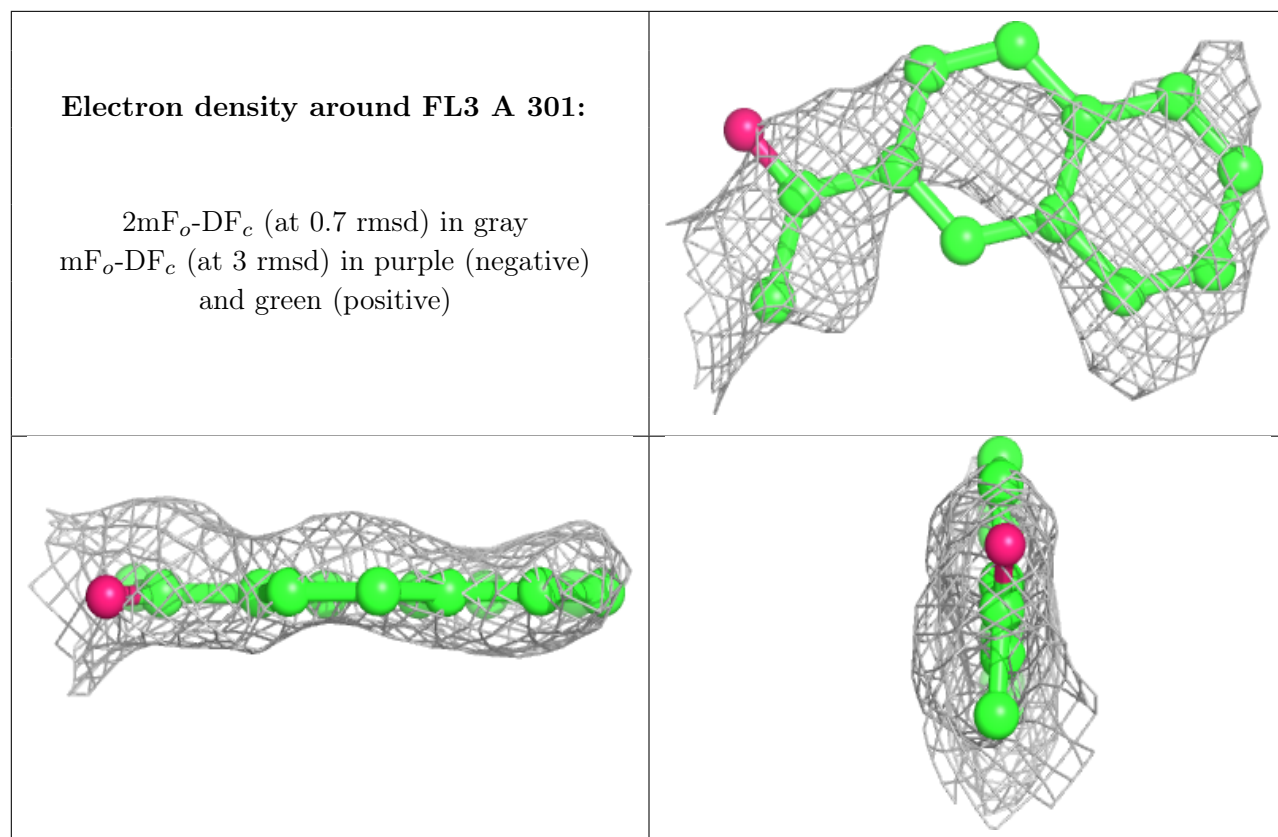 Electron density around FL3 A 301:
2mFo-DFc (at 0.7 rmsd) in gray
mFo-DFc (at 3 rmsd) in purple (negative)
and green (positive)